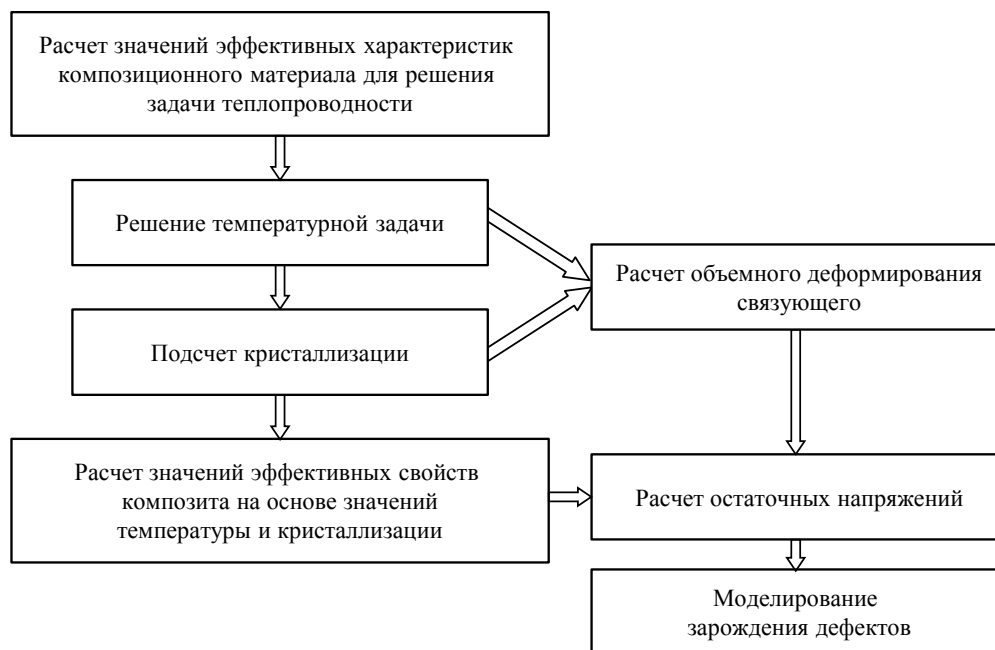 Расчет значений эффективных характеристик
композиционного материала для решения
задачи теплопроводности
Решение температурной задачи
Расчет объемного деформирования
связующего
Подсчет кристаллизации
Расчет значений эффективных свойств
композита на основе значений
температуры и кристаллизации
Расчет остаточных напряжений
Моделирование
зарождения дефектов